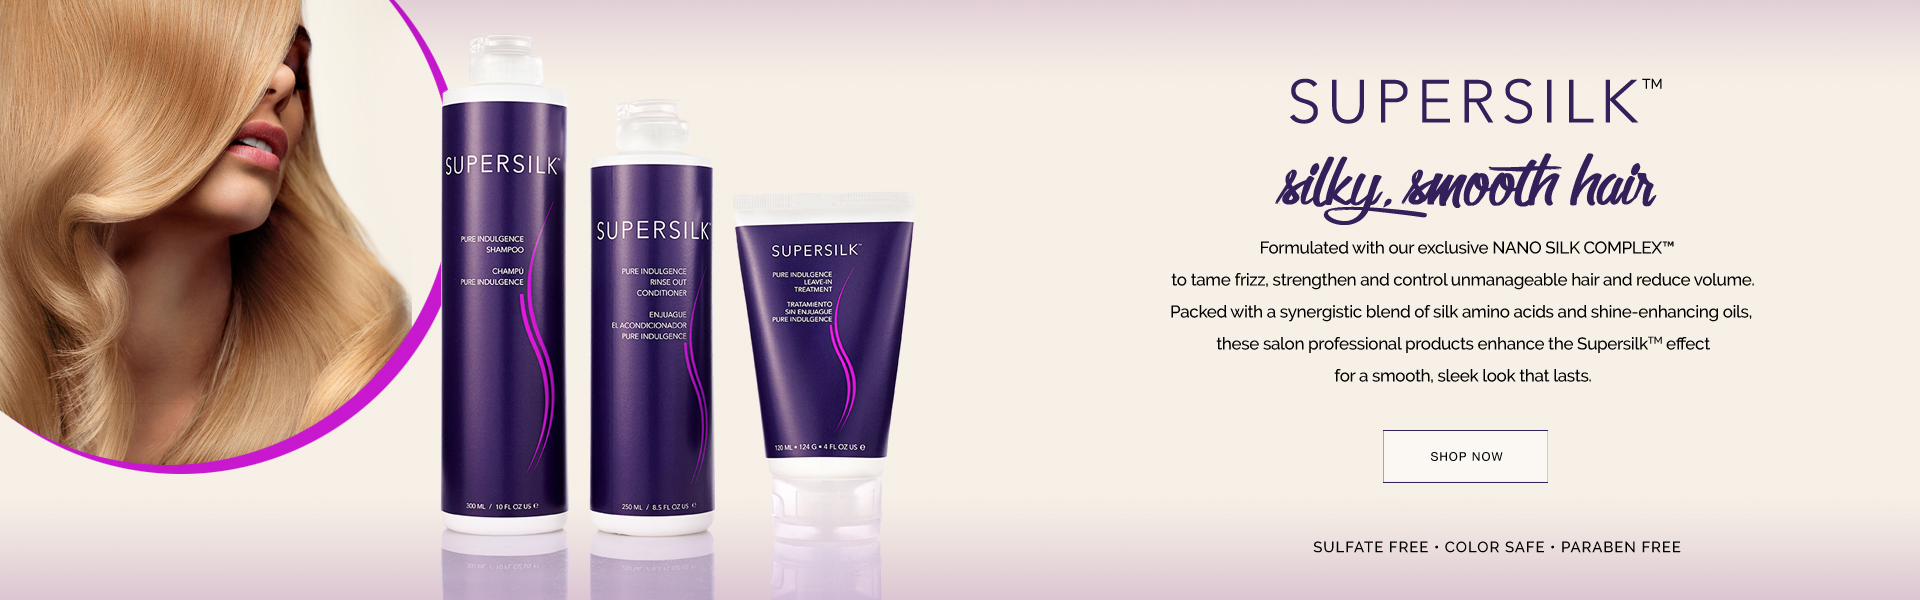 SUPERSILK™
PURE INDULGENCE
SHAMPOO
CHAMPÚ
PURE INDULGENCE
300 ML / 10 FL OZ US ℮
SUPERSILK™
PURE INDULGENCE
RINSE OUT
CONDITIONER
ENJUAGUE
EL ACONDICIONADOR
PURE INDULGENCE
250 ML / 8.5 FL OZ US ℮
SUPERSILK™
PURE INDULGENCE
LEAVE-IN
TREATMENT
TRATAMIENTO
SIN ENJUAGUE
PURE INDULGENCE
120 ML • 124 G • 4 FL OZ US ℮
SUPERSILK™
silky, smooth hair
Formulated with our exclusive NANO SILK COMPLEX™
to tame frizz, strengthen and control unmanageable hair and reduce volume.
Packed with a synergistic blend of silk amino acids and shine-enhancing oils,
these salon professional products enhance the Supersilk™ effect
for a smooth, sleek look that lasts.
SHOP NOW
SULFATE FREE • COLOR SAFE • PARABEN FREE